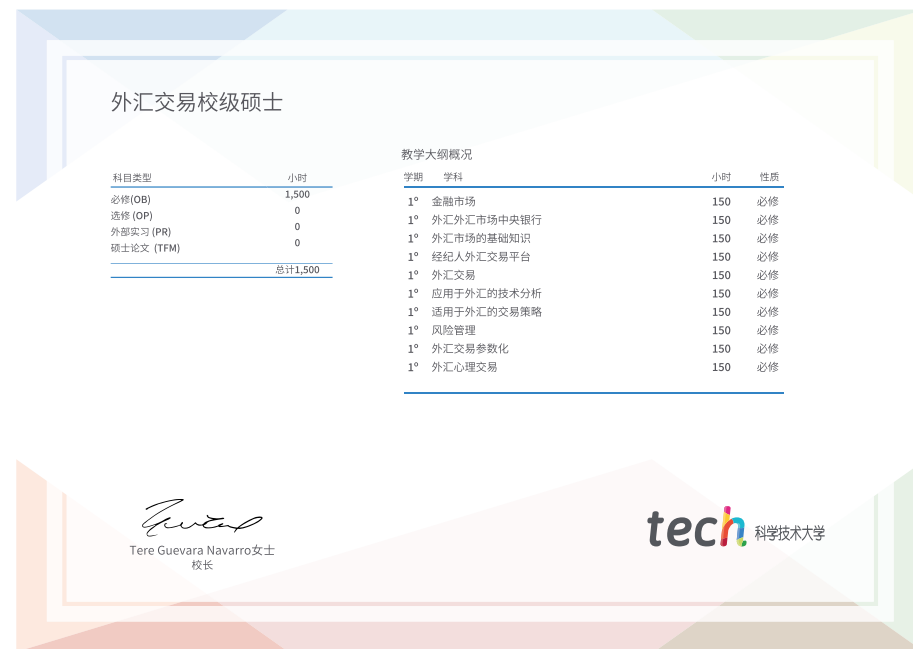 外汇交易校级硕士
科目类型 小时
必修(OB) 1,500
选修 (OP) 0
外部实习 (PR) 0
硕士论文 (TFM) 0
总计1,500
教学大纲概况
学期 学科 小时 性质
1º 金融市场 150 必修
1º 外汇外汇市场中央银行 150 必修
1º 外汇市场的基础知识 150 必修
1º 经纪人外汇交易平台 150 必修
1º 外汇交易 150 必修
1º 应用于外汇的技术分析 150 必修
1º 适用于外汇的交易策略 150 必修
1º 风险管理 150 必修
1º 外汇交易参数化 150 必修
1º 外汇心理交易 150 必修
Tere Guevara Navarro女士
校长
tech 科学技术大学